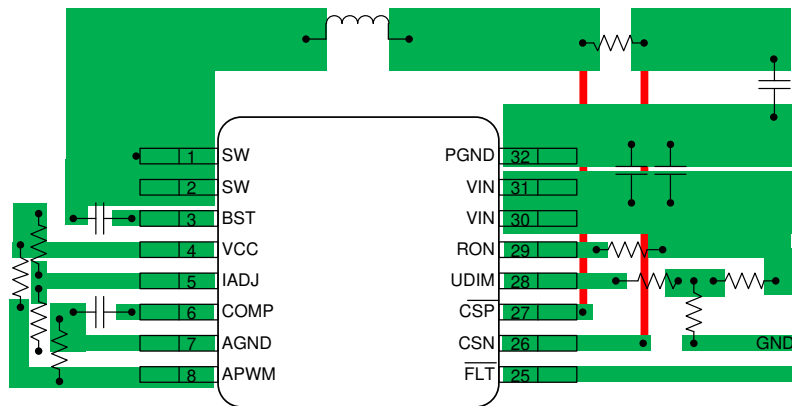 1 SW PGND 32
2 SW VIN 31
3 BST VIN 30
4 VCC RON 29
5 IADJ UDIM 28
6 COMP CSP 27
7 AGND CSN 26 GND
8 APWM FLT 25